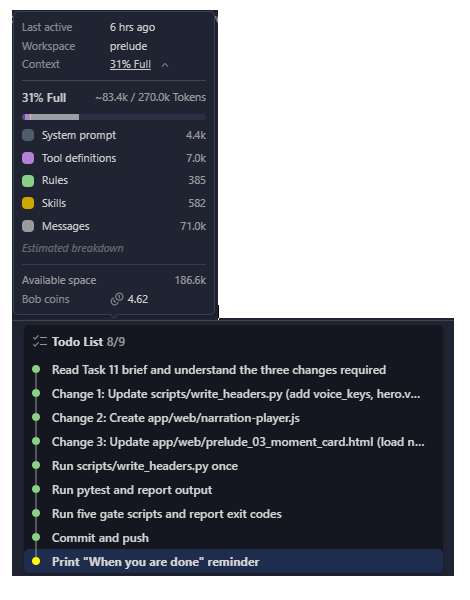 Last active 6 hrs ago
Workspace prelude
Context 31% Full
31% Full ~83.4k / 270.0k Tokens
System prompt 4.4k
Tool definitions 7.0k
Rules 385
Skills 582
Messages 71.0k
Estimated breakdown
Available space 186.6k
Bob coins 4.62
Todo List 8/9
Read Task 11 brief and understand the three changes required
Change 1: Update scripts/write_headers.py (add voice_keys, hero.v...
Change 2: Create app/web/narration-player.js
Change 3: Update app/web/prelude_03_moment_card.html (load n...
Run scripts/write_headers.py once
Run pytest and report output
Run five gate scripts and report exit codes
Commit and push
Print "When you are done" reminder